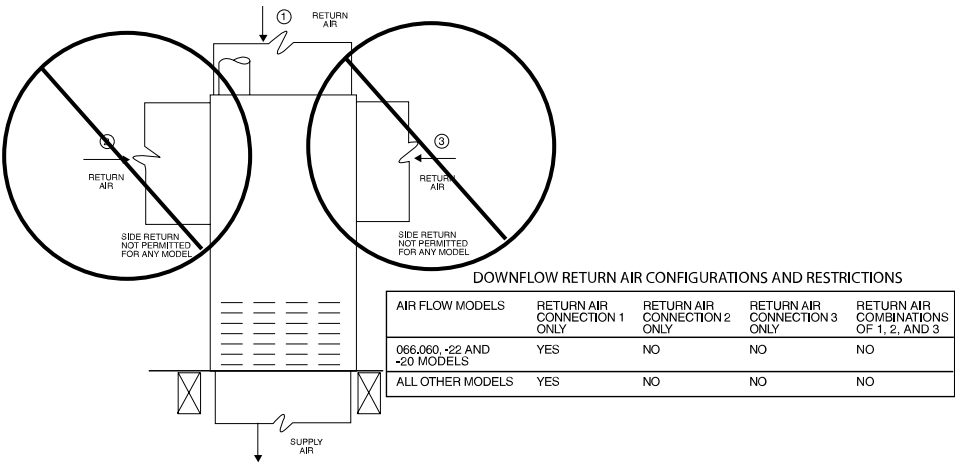 1
RETURN
AIR
2
RETURN
AIR
SIDE RETURN
NOT PERMITTED
FOR ANY MODEL
3
RETURN
AIR
SIDE RETURN
NOT PERMITTED
FOR ANY MODEL
SUPPLY
AIR
DOWNFLOW RETURN AIR CONFIGURATIONS AND RESTRICTIONS
AIR FLOW MODELS
RETURN AIR
CONNECTION 1
ONLY
RETURN AIR
CONNECTION 2
ONLY
RETURN AIR
CONNECTION 3
ONLY
RETURN AIR
COMBINATIONS
OF 1, 2, AND 3
066.060, -22 AND
-20 MODELS
YES
NO
NO
NO
ALL OTHER MODELS
YES
NO
NO
NO